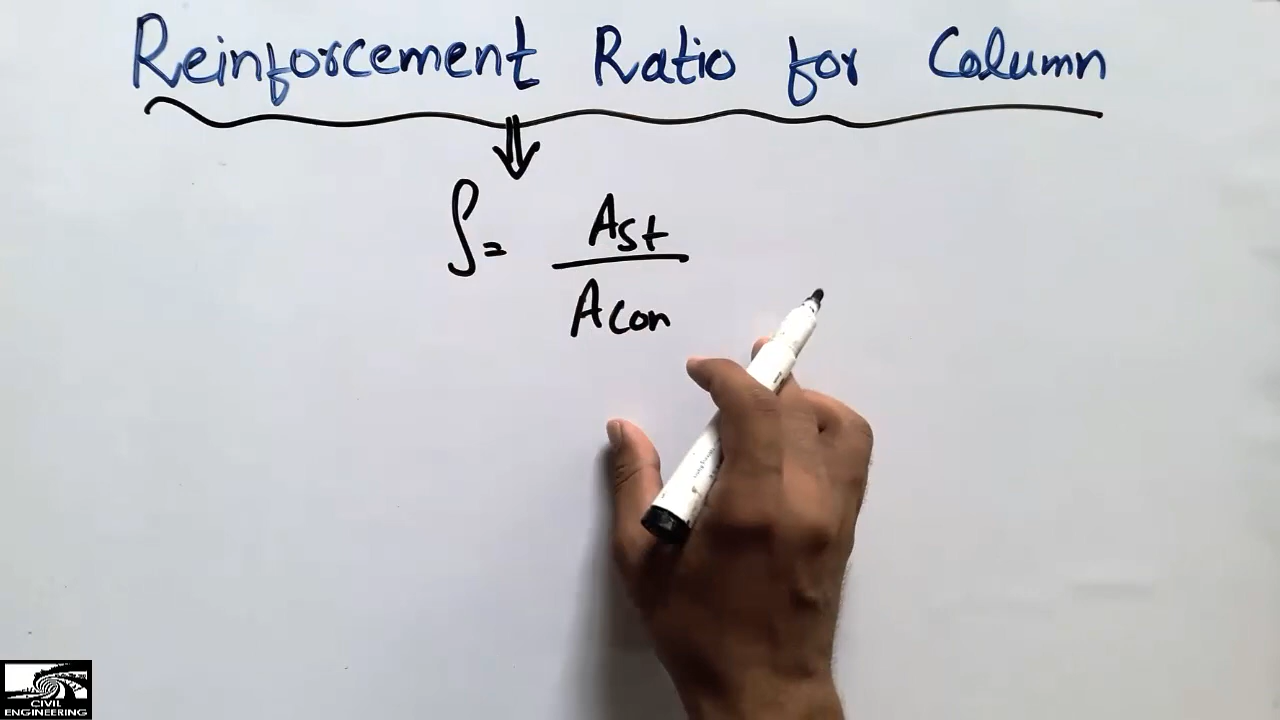 Reinforcement Ratio for Column
ρ = Ast / Acon
CIVIL
ENGINEERING